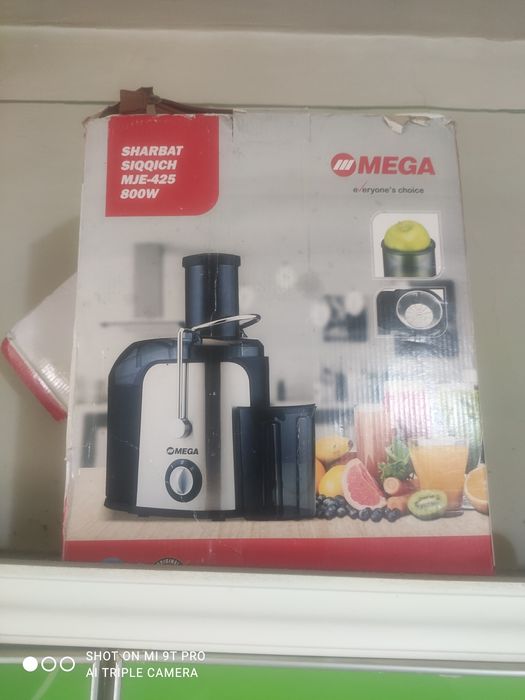 SHARBAT
SIQQICH
MJE-425
800W
MEGA
everyone's choice
MEGA
SHOT ON MI 9T PRO
AI TRIPLE CAMERA